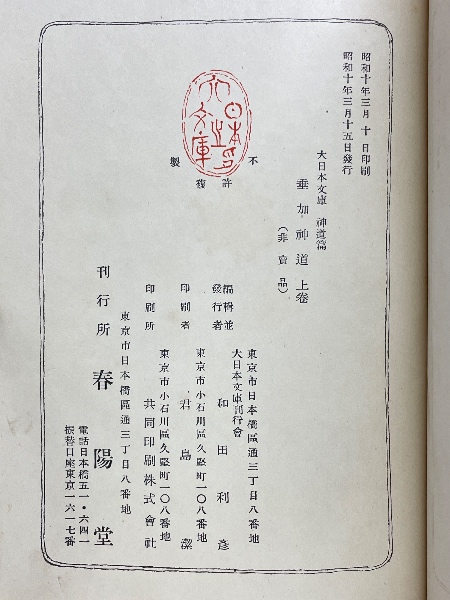 昭和十年三月十日印刷
昭和十年三月十五日發行
大日本文庫 神道篇
垂加神道 上卷
(非賣品)
不許複製
編輯並發行者
東京市日本橋區通三丁目八番地
大日本文庫刊行會
和田利彥
印刷者
東京市小石川區久堅町一〇八番地
君島潔
印刷所
東京市小石川區久堅町一〇八番地
共同印刷株式會社
東京市日本橋區通三丁目八番地
刊行所 春陽堂
電話日本橋五一・六四一
振替口座東京一六一七番